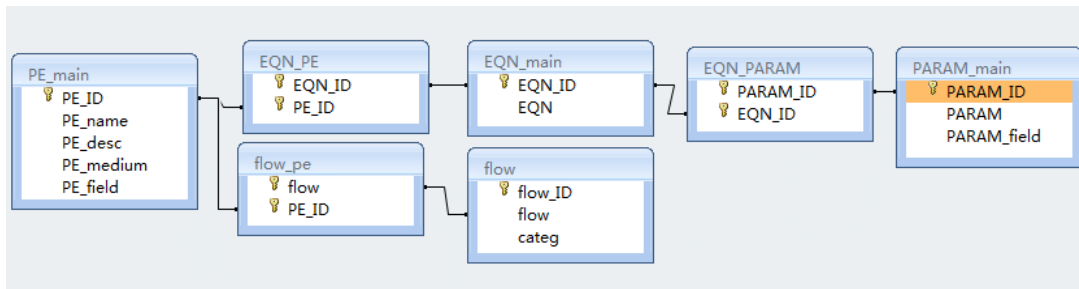 PE_main
PE_ID
PE_name
PE_desc
PE_medium
PE_field
EQN_PE
EQN_ID
PE_ID
EQN_main
EQN_ID
EQN
EQN_PARAM
PARAM_ID
EQN_ID
PARAM_main
PARAM_ID
PARAM
PARAM_field
flow_pe
flow
PE_ID
flow
flow_ID
flow
categ